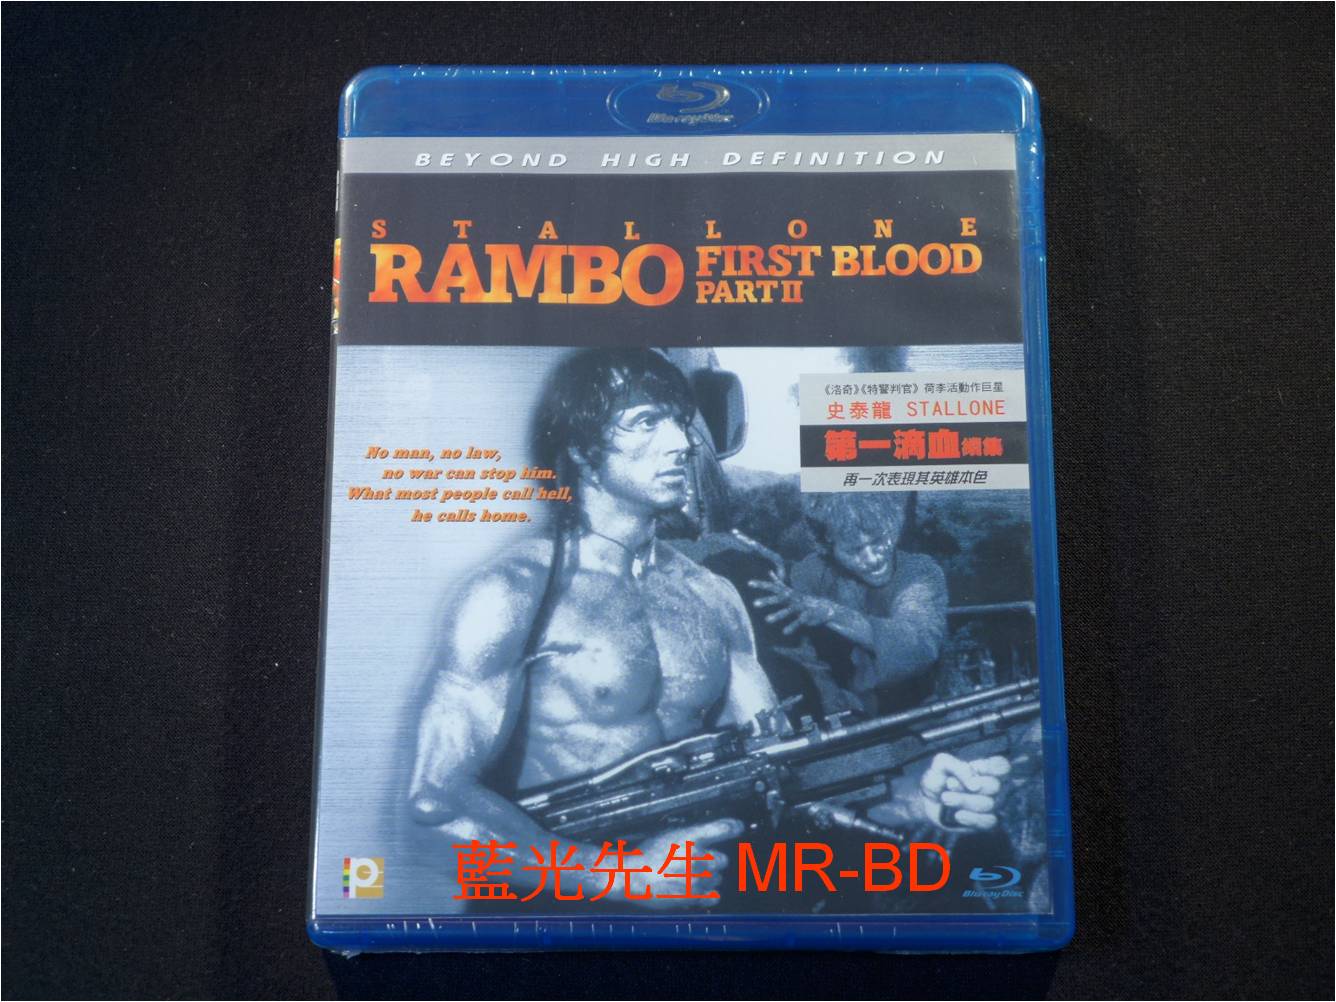 Blu-ray Disc
BEYOND HIGH DEFINITION
STALLONE
RAMBO FIRST BLOOD
PART II
《洛奇》《特警判官》荷李活動作巨星
史泰龍 STALLONE
第一滴血續集
再一次表現其英雄本色
No man, no law,
no war can stop him.
What most people call hell,
he calls home.
藍光先生 MR-BD
p
Blu-ray Disc